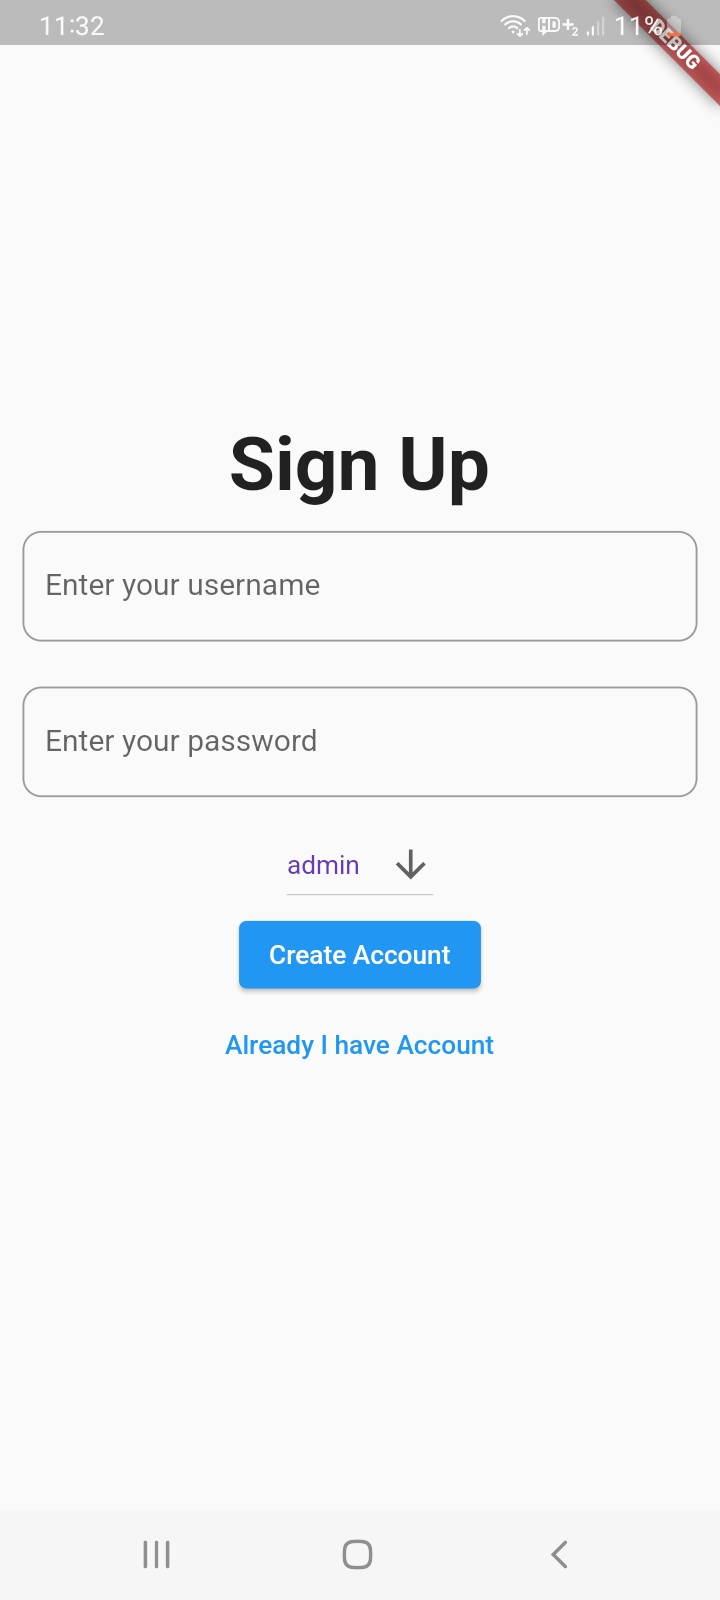 11:32
11%
DEBUG
Sign Up
Enter your username
Enter your password
admin
Create Account
Already I have Account